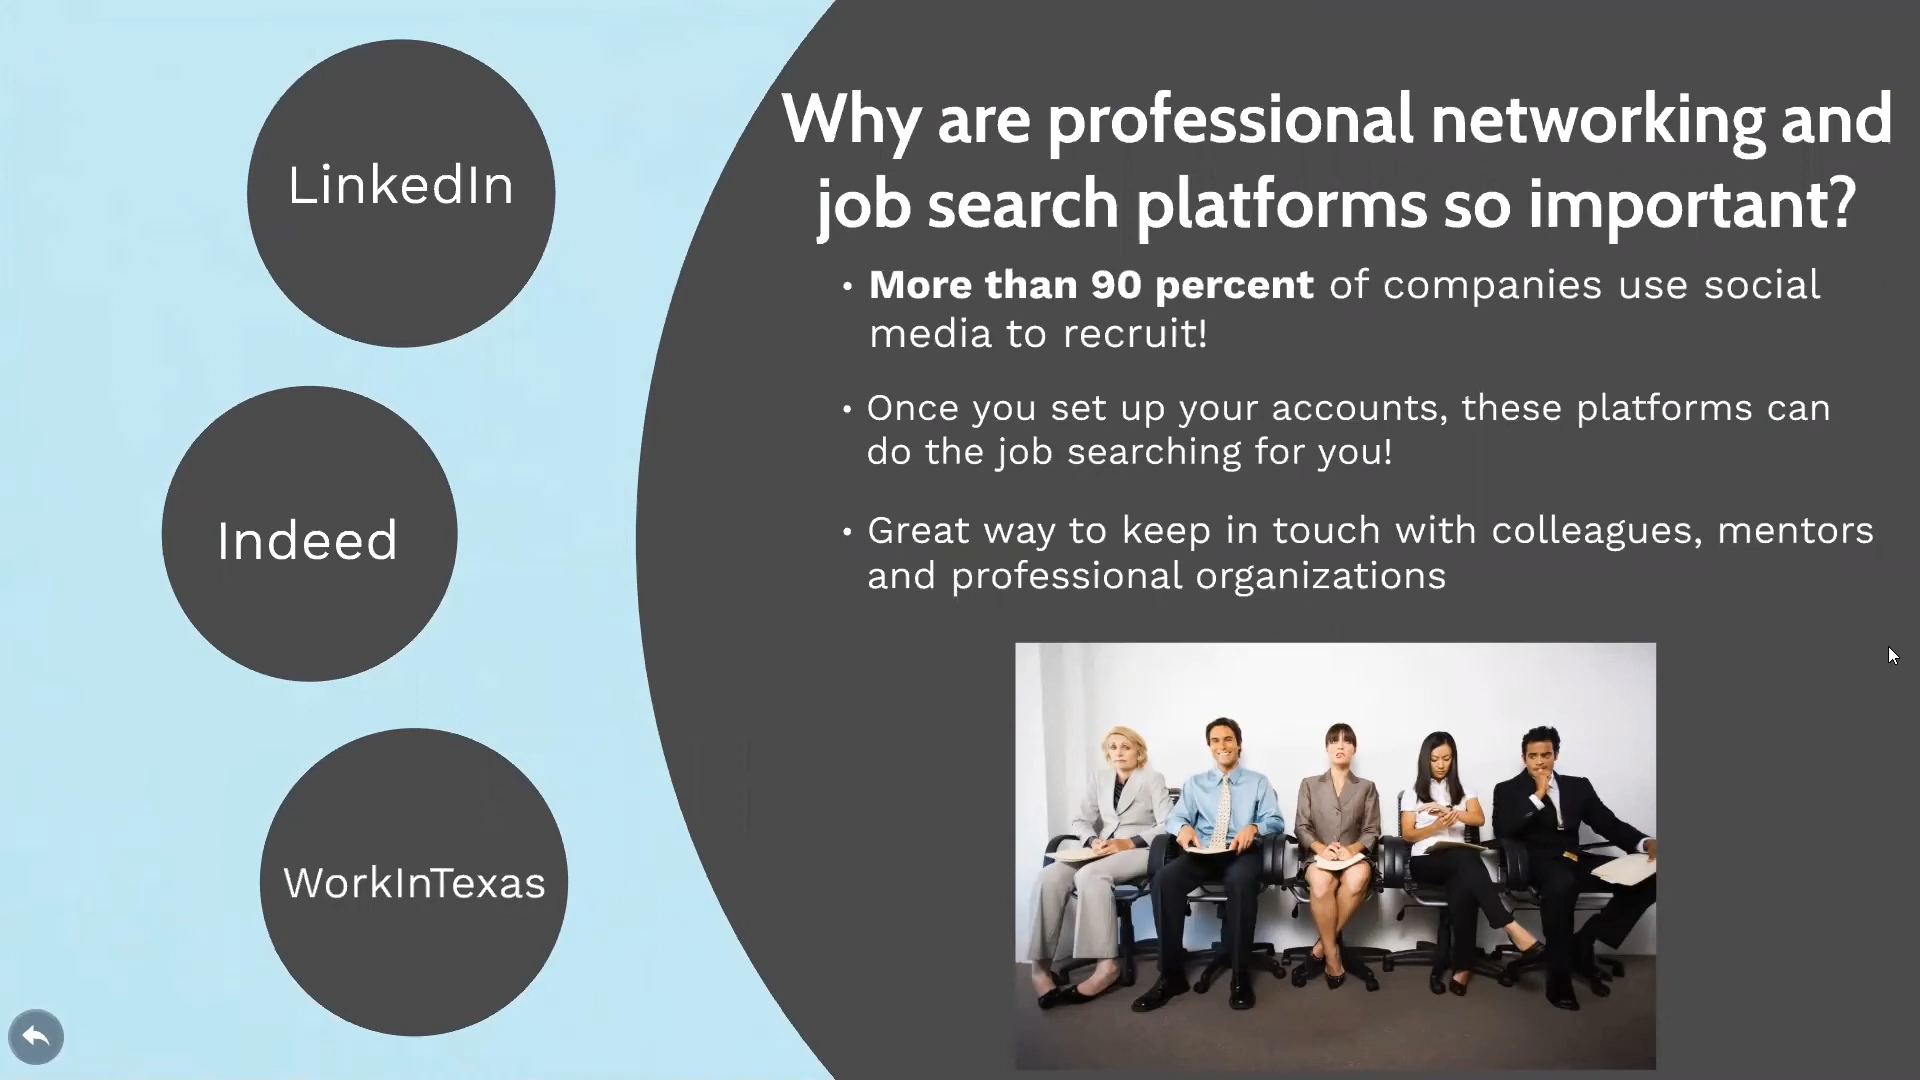 LinkedIn
Indeed
WorkInTexas
Why are professional networking and
job search platforms so important?
• More than 90 percent of companies use social
media to recruit!
• Once you set up your accounts, these platforms can
do the job searching for you!
• Great way to keep in touch with colleagues, mentors
and professional organizations